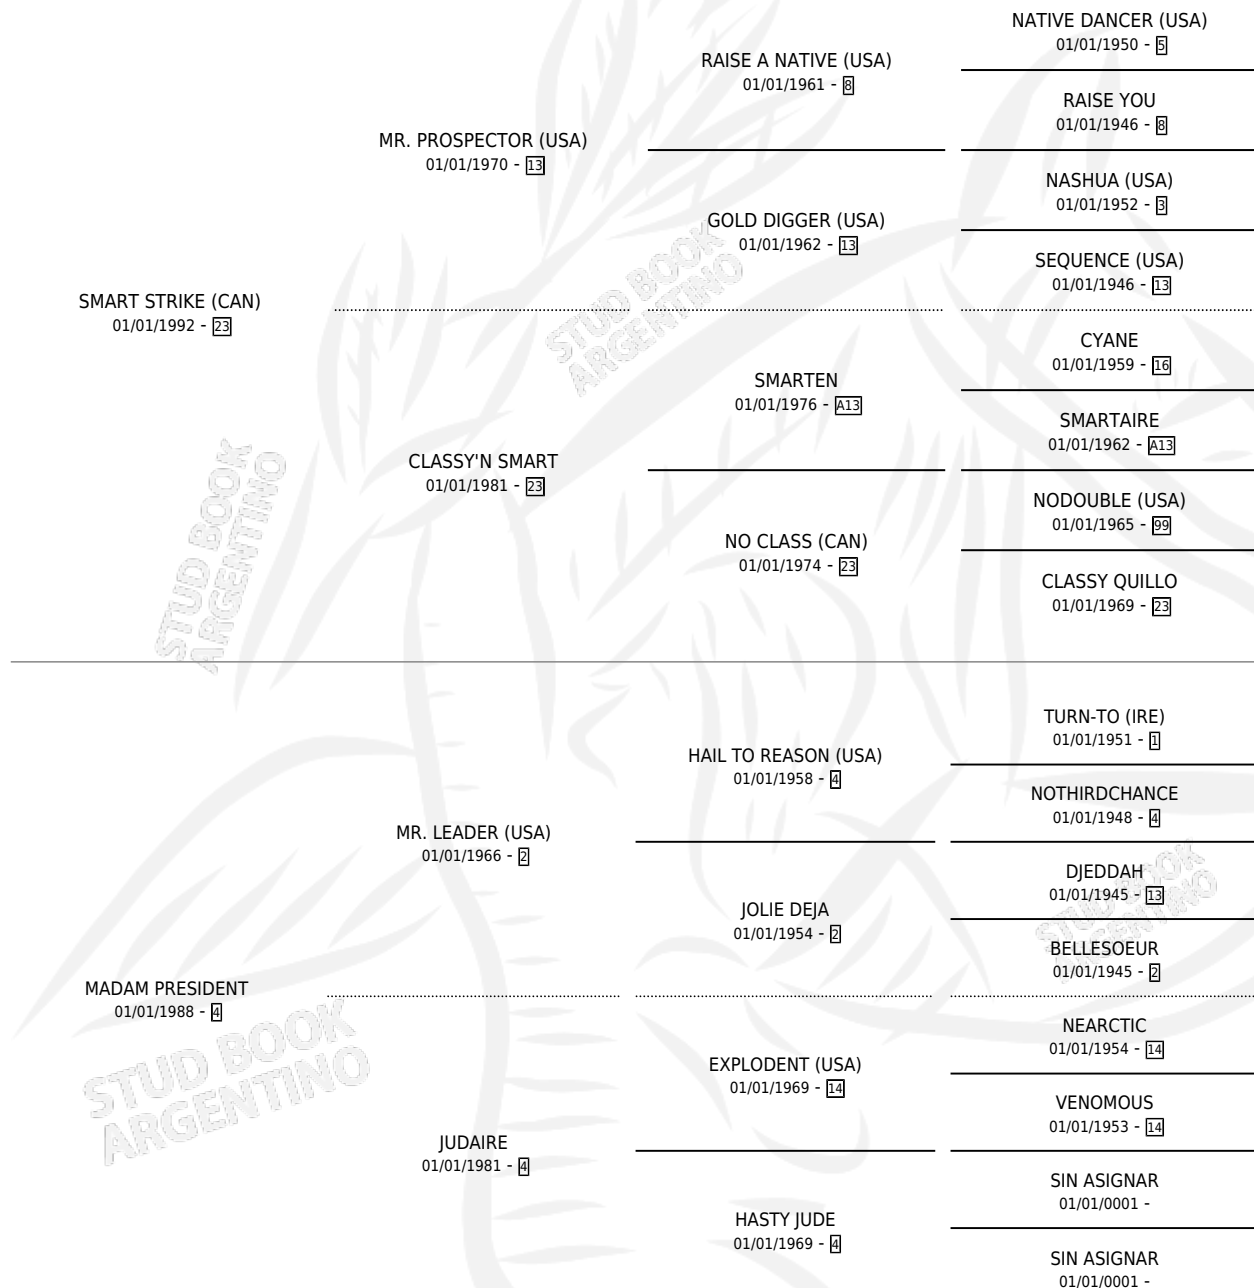 NATIVE DANCER (USA)
01/01/1950 - 5
RAISE A NATIVE (USA)
01/01/1961 - 8
RAISE YOU
01/01/1946 - 8
MR. PROSPECTOR (USA)
01/01/1970 - 13
NASHUA (USA)
01/01/1952 - 3
GOLD DIGGER (USA)
01/01/1962 - 13
SEQUENCE (USA)
01/01/1946 - 13
SMART STRIKE (CAN)
01/01/1992 - 23
STUD BOOK
ARGENTINO
CYANE
01/01/1959 - 16
SMARTEN
01/01/1976 - A13
SMARTAIRE
01/01/1962 - A13
CLASSY'N SMART
01/01/1981 - 23
NODOUBLE (USA)
01/01/1965 - 99
NO CLASS (CAN)
01/01/1974 - 23
CLASSY QUILLO
01/01/1969 - 23
STUD BOOK
ARGENTINO
TURN-TO (IRE)
01/01/1951 - 1
HAIL TO REASON (USA)
01/01/1958 - 4
NOTHIRDCHANCE
01/01/1948 - 4
MR. LEADER (USA)
01/01/1966 - 2
DJEDDAH
01/01/1945 - 13
JOLIE DEJA
01/01/1954 - 2
BELLESOEUR
01/01/1945 - 2
STUD BOOK
ARGENTINO
MADAM PRESIDENT
01/01/1988 - 4
STUD BOOK
ARGENTINO
NEARCTIC
01/01/1954 - 14
EXPLODENT (USA)
01/01/1969 - 14
VENOMOUS
01/01/1953 - 14
JUDAIRE
01/01/1981 - 4
SIN ASIGNAR
01/01/0001 -
HASTY JUDE
01/01/1969 - 4
SIN ASIGNAR
01/01/0001 -